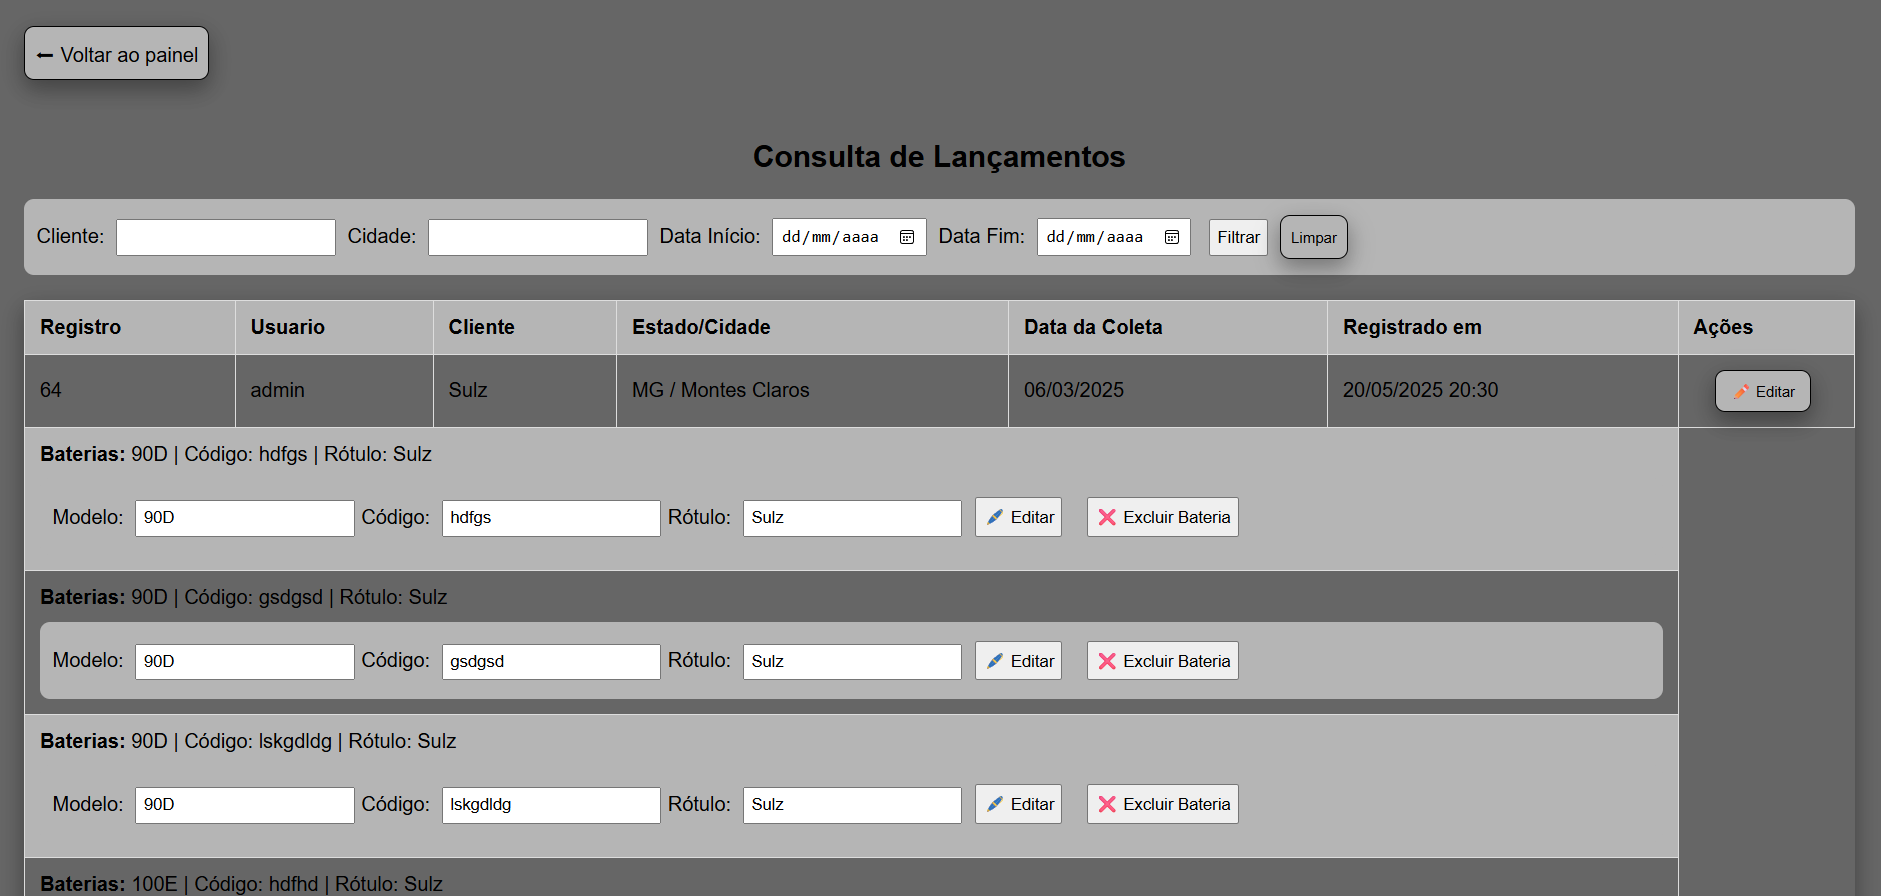 ← Voltar ao painel
Consulta de Lançamentos
Cliente: Cidade: Data Início: dd/mm/aaaa Data Fim: dd/mm/aaaa Filtrar Limpar
Registro Usuario Cliente Estado/Cidade Data da Coleta Registrado em Ações
64 admin Sulz MG / Montes Claros 06/03/2025 20/05/2025 20:30 Editar
Baterias: 90D | Código: hdfgs | Rótulo: Sulz
Modelo: 90D Código: hdfgs Rótulo: Sulz Editar Excluir Bateria
Baterias: 90D | Código: gsdgsd | Rótulo: Sulz
Modelo: 90D Código: gsdgsd Rótulo: Sulz Editar Excluir Bateria
Baterias: 90D | Código: lskgdldg | Rótulo: Sulz
Modelo: 90D Código: lskgdldg Rótulo: Sulz Editar Excluir Bateria
Baterias: 100E | Código: hdfhd | Rótulo: Sulz